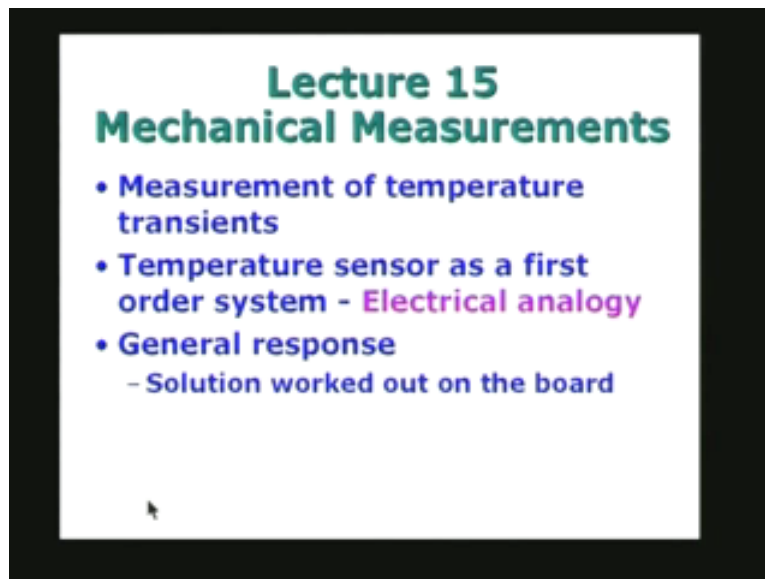 Lecture 15
Mechanical Measurements
• Measurement of temperature
transients
• Temperature sensor as a first
order system - Electrical analogy
• General response
– Solution worked out on the board